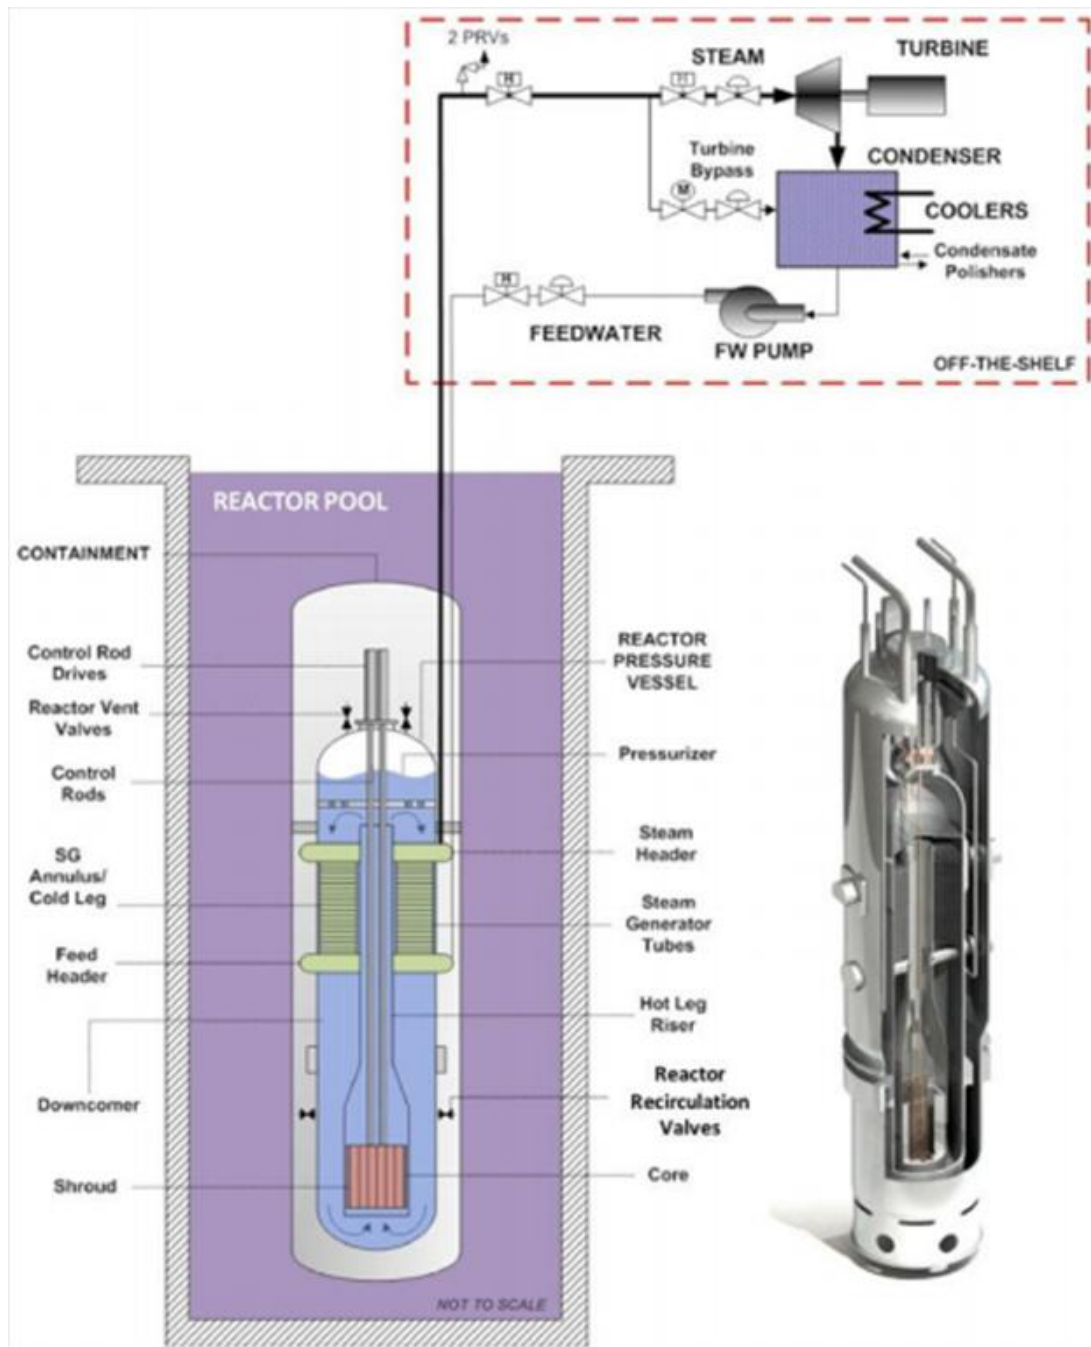 2 PRVs
STEAM
TURBINE
H
H
Turbine
Bypass
CONDENSER
M
COOLERS
Condensate
Polishers
H
FEEDWATER
FW PUMP
OFF-THE-SHELF
REACTOR POOL
CONTAINMENT
Control Rod
Drives
REACTOR
PRESSURE
VESSEL
Reactor Vent
Valves
Pressurizer
Control
Rods
Steam
Header
SG
Annulus/
Cold Leg
Steam
Generator
Tubes
Feed
Header
Hot Leg
Riser
Downcomer
Reactor
Recirculation
Valves
Shroud
Core
NOT TO SCALE